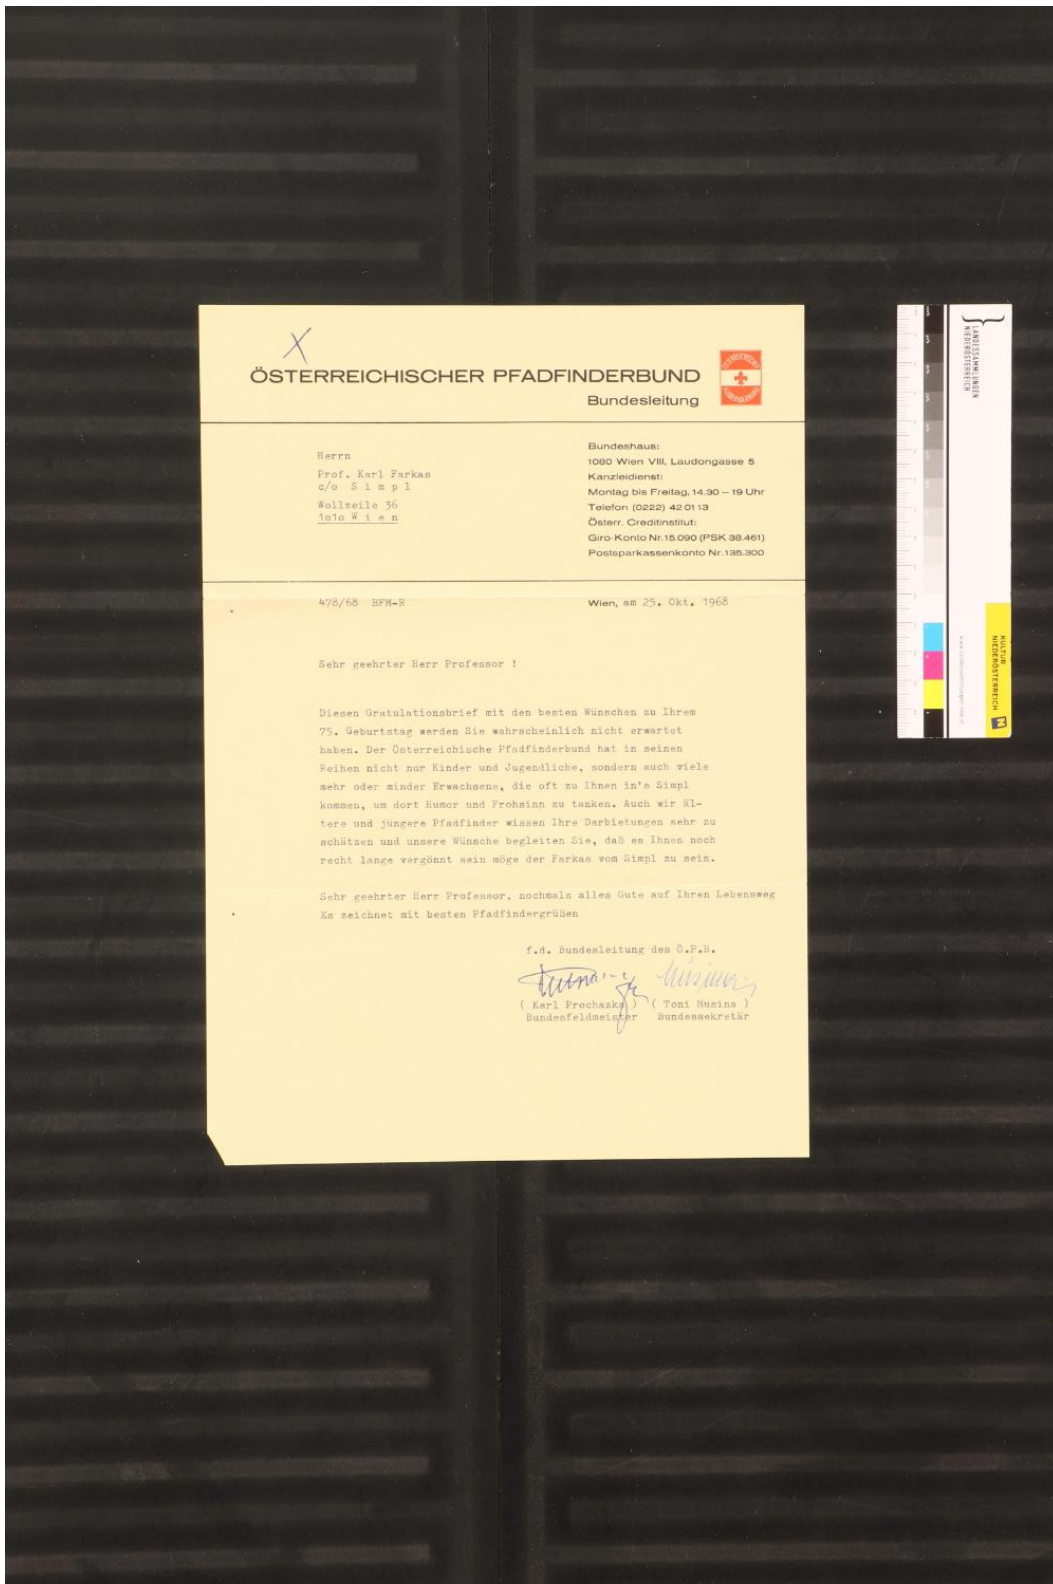 X
ÖSTERREICHISCHER PFADFINDERBUND
Bundesleitung
Herrn
Prof. Karl Farkas
c/o S i m p l
Wollzeile 36
1o1o W i e n
Bundeshaus:
1080 Wien VIII, Laudongasse 5
Kanzleidienst:
Montag bis Freitag, 14.30 – 19 Uhr
Telefon (0222) 42 01 13
Österr. Creditinstitut:
Giro-Konto Nr. 15.090 (PSK 38.461)
Postsparkassenkonto Nr. 135.300
478/68 BFM-R
Wien, am 25. Okt. 1968
Sehr geehrter Herr Professor !
Diesen Gratulationsbrief mit den besten Wünschen zu Ihrem
75. Geburtstag werden Sie wahrscheinlich nicht erwartet
haben. Der Österreichische Pfadfinderbund hat in seinen
Reihen nicht nur Kinder und Jugendliche, sondern auch viele
mehr oder minder Erwachsene, die oft zu Ihnen in's Simpl
kommen, um dort Humor und Frohsinn zu tanken. Auch wir äl-
tere und jüngere Pfadfinder wissen Ihre Darbietungen sehr zu
schätzen und unsere Wünsche begleiten Sie, daß es Ihnen noch
recht lange vergönnt sein möge der Farkas vom Simpl zu sein.
Sehr geehrter Herr Professor, nochmals alles Gute auf Ihren Lebensweg
Es zeichnet mit besten Pfadfindergrüßen
f.d. Bundesleitung des Ö.P.B.
( Karl Prochazka ) ( Toni Musina )
Bundesfeldmeister Bundessekretär
LANDESSAMMLUNGEN
NIEDERÖSTERREICH
KULTUR
NIEDERÖSTERREICH